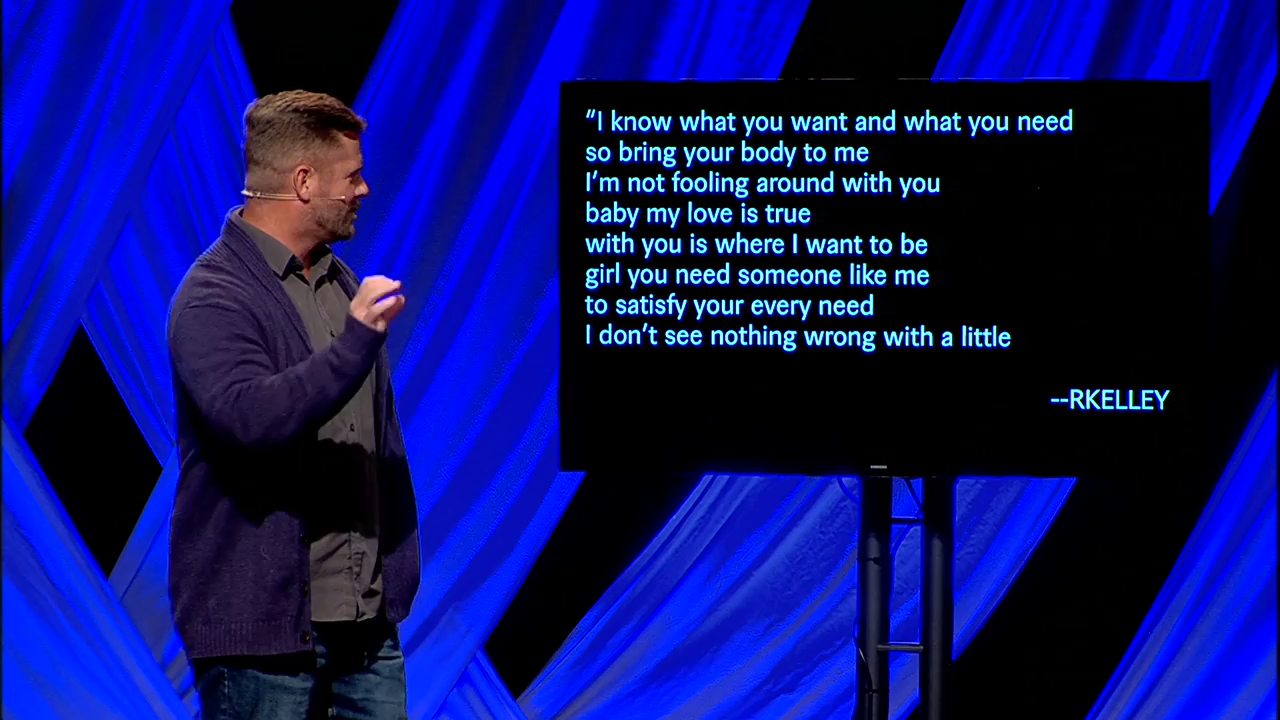 “I know what you want and what you need
so bring your body to me
I’m not fooling around with you
baby my love is true
with you is where I want to be
girl you need someone like me
to satisfy your every need
I don’t see nothing wrong with a little
--RKELLEY